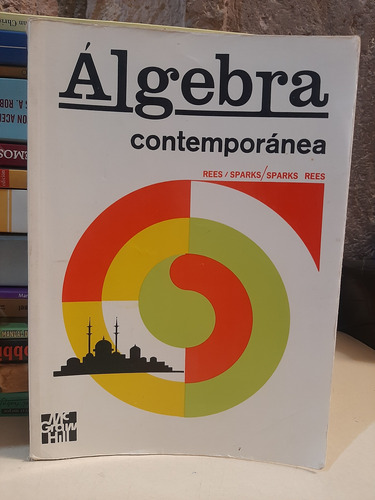 Álgebra
contemporánea
REES / SPARKS / SPARKS REES
Mc
Graw
Hill